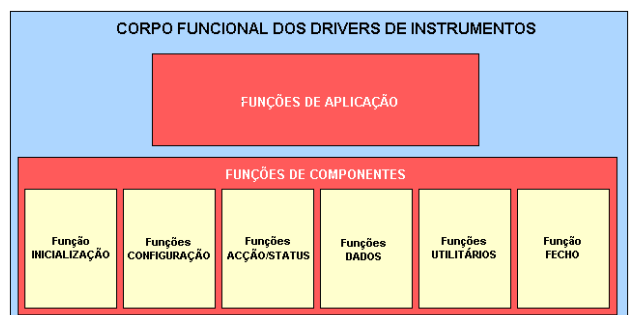 CORPO FUNCIONAL DOS DRIVERS DE INSTRUMENTOS
FUNÇÕES DE APLICAÇÃO
FUNÇÕES DE COMPONENTES
Função
INICIALIZAÇÃO
Funções
CONFIGURAÇÃO
Funções
ACÇÃO/STATUS
Funções
DADOS
Funções
UTILITÁRIOS
Função
FECHO